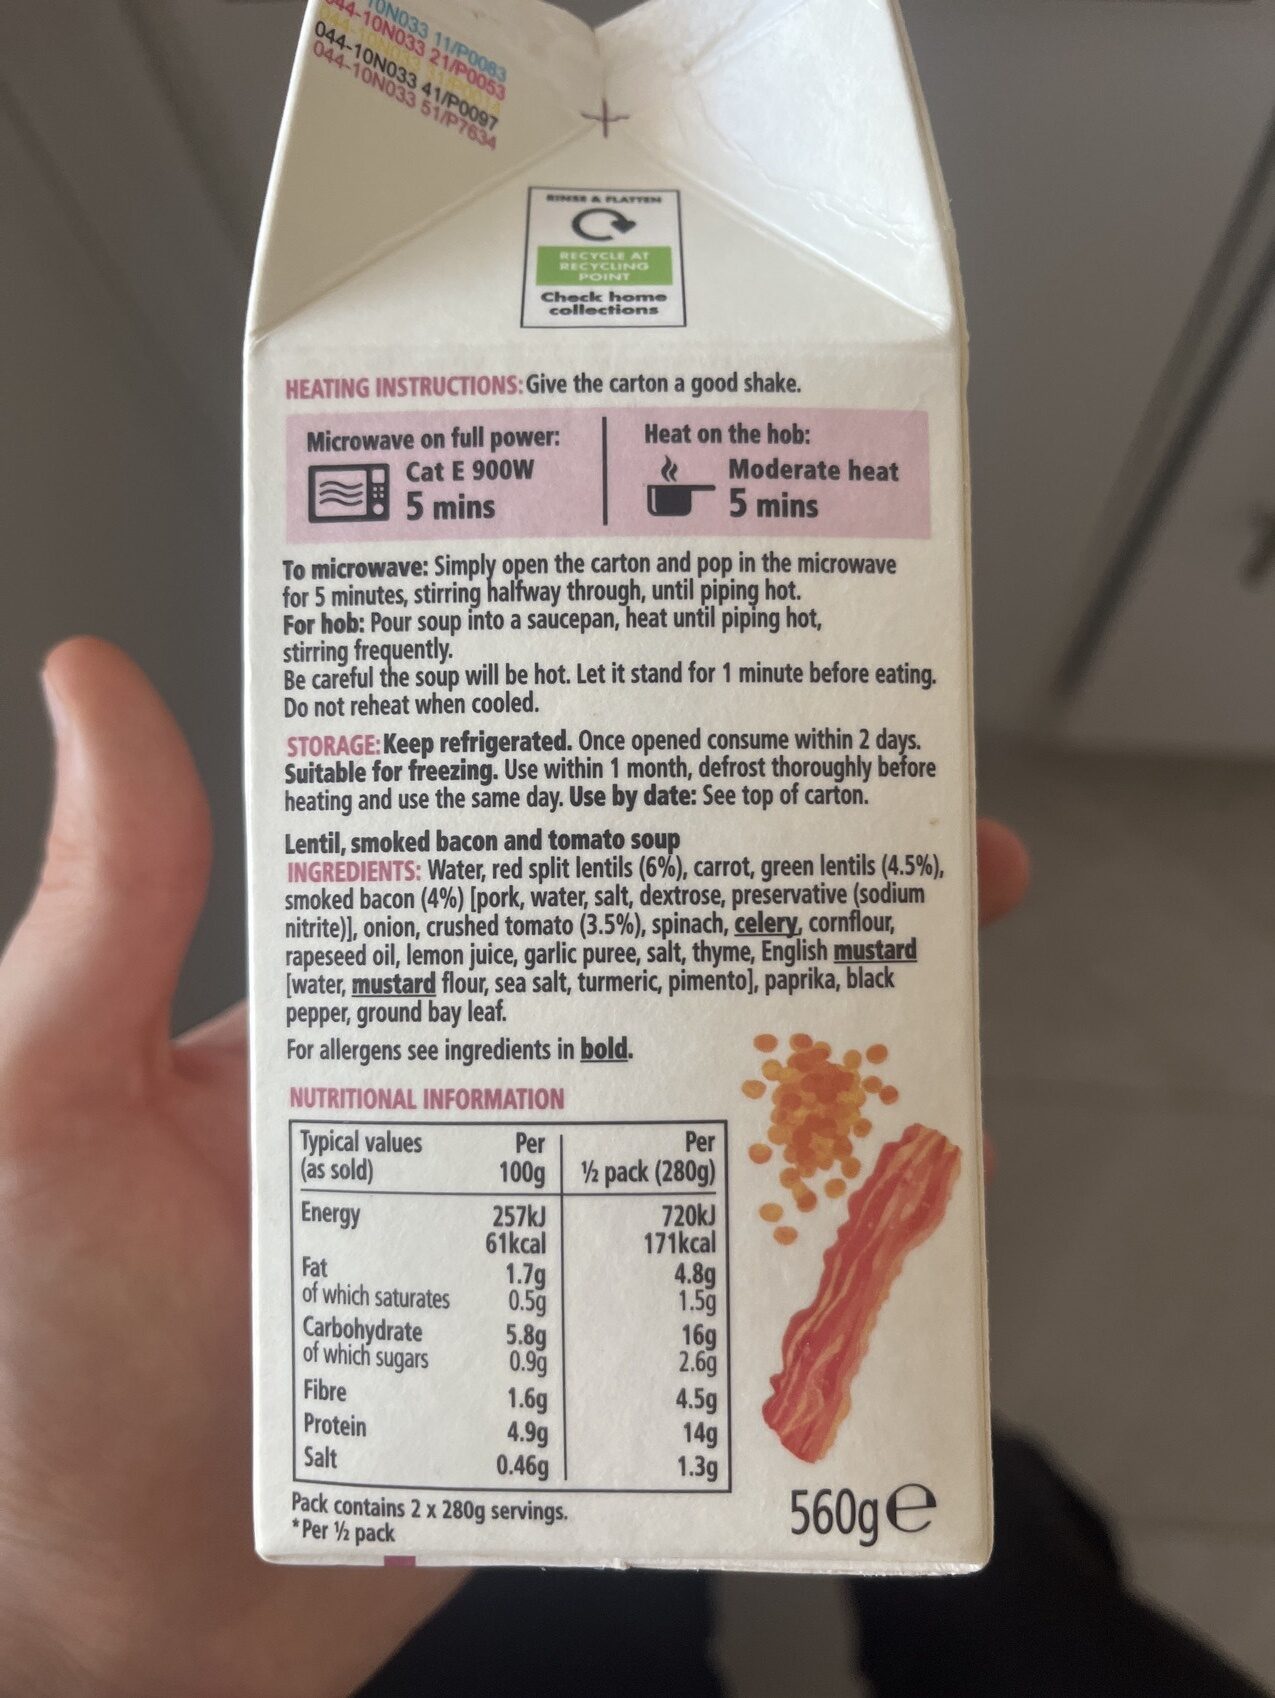 10N033 11/P0083
044-10N033 21/P0053
044-10N033 41/P0097
044-10N033 51/P7634
RINSE & FLATTEN
RECYCLE AT
RECYCLING
POINT
Check home
collections
HEATING INSTRUCTIONS: Give the carton a good shake.
Microwave on full power:
Cat E 900W
5 mins
Heat on the hob:
Moderate heat
5 mins
To microwave: Simply open the carton and pop in the microwave
for 5 minutes, stirring halfway through, until piping hot.
For hob: Pour soup into a saucepan, heat until piping hot,
stirring frequently.
Be careful the soup will be hot. Let it stand for 1 minute before eating.
Do not reheat when cooled.
STORAGE: Keep refrigerated. Once opened consume within 2 days.
Suitable for freezing. Use within 1 month, defrost thoroughly before
heating and use the same day. Use by date: See top of carton.
Lentil, smoked bacon and tomato soup
INGREDIENTS: Water, red split lentils (6%), carrot, green lentils (4.5%),
smoked bacon (4%) [pork, water, salt, dextrose, preservative (sodium
nitrite)], onion, crushed tomato (3.5%), spinach, celery, cornflour,
rapeseed oil, lemon juice, garlic puree, salt, thyme, English mustard
[water, mustard flour, sea salt, turmeric, pimento], paprika, black
pepper, ground bay leaf.
For allergens see ingredients in bold.
NUTRITIONAL INFORMATION
Typical values Per Per
(as sold) 100g ½ pack (280g)
Energy 257kJ 720kJ
61kcal 171kcal
Fat 1.7g 4.8g
of which saturates 0.5g 1.5g
Carbohydrate 5.8g 16g
of which sugars 0.9g 2.6g
Fibre 1.6g 4.5g
Protein 4.9g 14g
Salt 0.46g 1.3g
Pack contains 2 x 280g servings.
*Per ½ pack
560g e